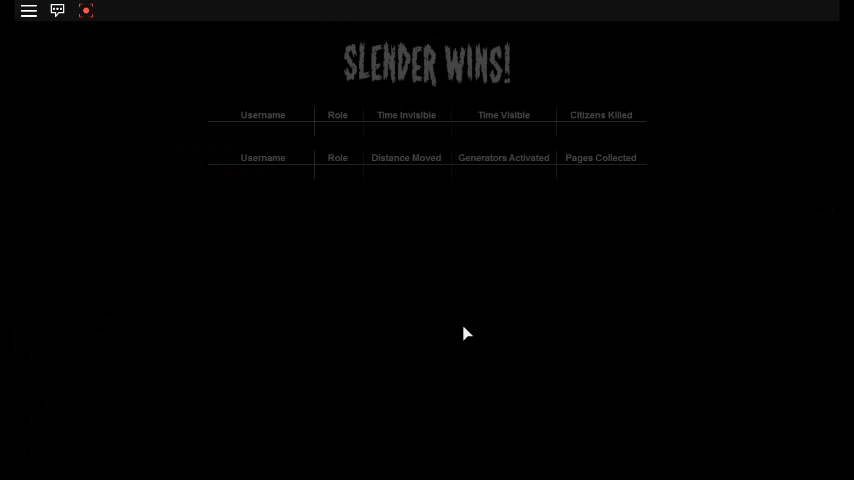 SLENDER WINS!
Username Role Time Invisible Time Visible Citizens Killed
Username Role Distance Moved Generators Activated Pages Collected